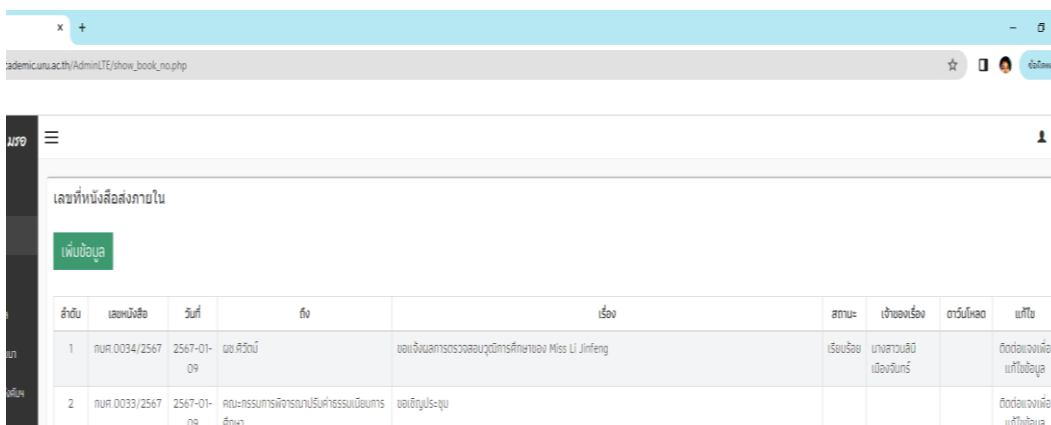 x +
cademic.uru.ac.th/AdminLTE/show_book_no.php
มรอ
เลขที่หนังสือส่งภายใน
เพิ่มข้อมูล
ลำดับ เลขหนังสือ วันที่ ถึง เรื่อง สถานะ เจ้าของเรื่อง ดาวน์โหลด แก้ไข
1 กบศ.0034/2567 2567-01- ผช.ศิวัตม์ ขอแจ้งผลการตรวจสอบวุฒิการศึกษาของ Miss Li Jinfeng เรียบร้อย นางสาวนลินี ติดต่อแจงเพื่อ
09 เมืองจันทร์ แก้ไขข้อมูล
2 กบศ.0033/2567 2567-01- คณะกรรมการพิจารณาปรับค่าธรรมเนียมการ ขอเชิญประชุม ติดต่อแจงเพื่อ
09 ศึกษา แก้ไขข้อมูล